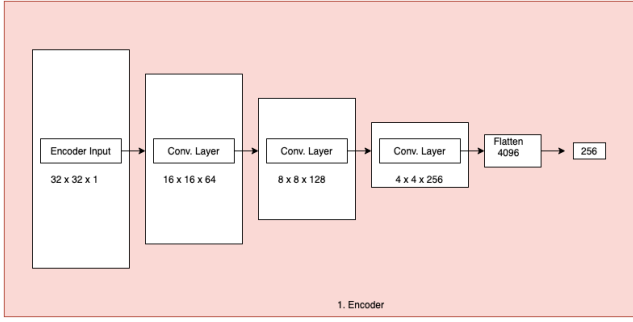 Encoder Input
32 x 32 x 1
Conv. Layer
16 x 16 x 64
Conv. Layer
8 x 8 x 128
Conv. Layer
4 x 4 x 256
Flatten
4096
256
1. Encoder